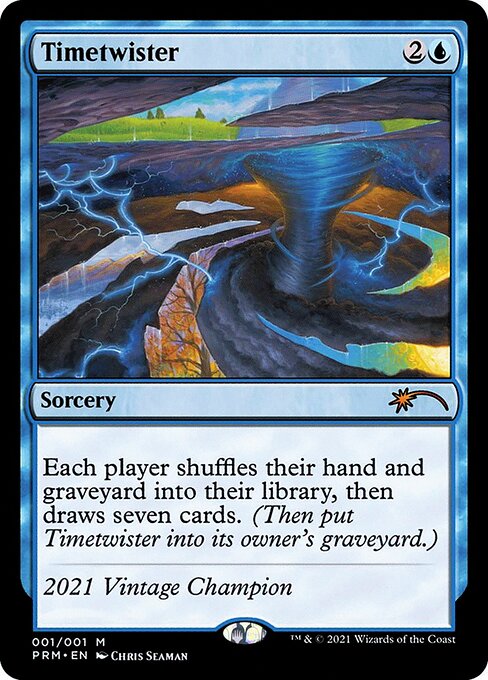 Timetwister 2
Sorcery
Each player shuffles their hand and
graveyard into their library, then
draws seven cards. (Then put
Timetwister into its owner's graveyard.)
2021 Vintage Champion
001/001 M
PRM • EN Chris Seaman
™ & © 2021 Wizards of the Coast